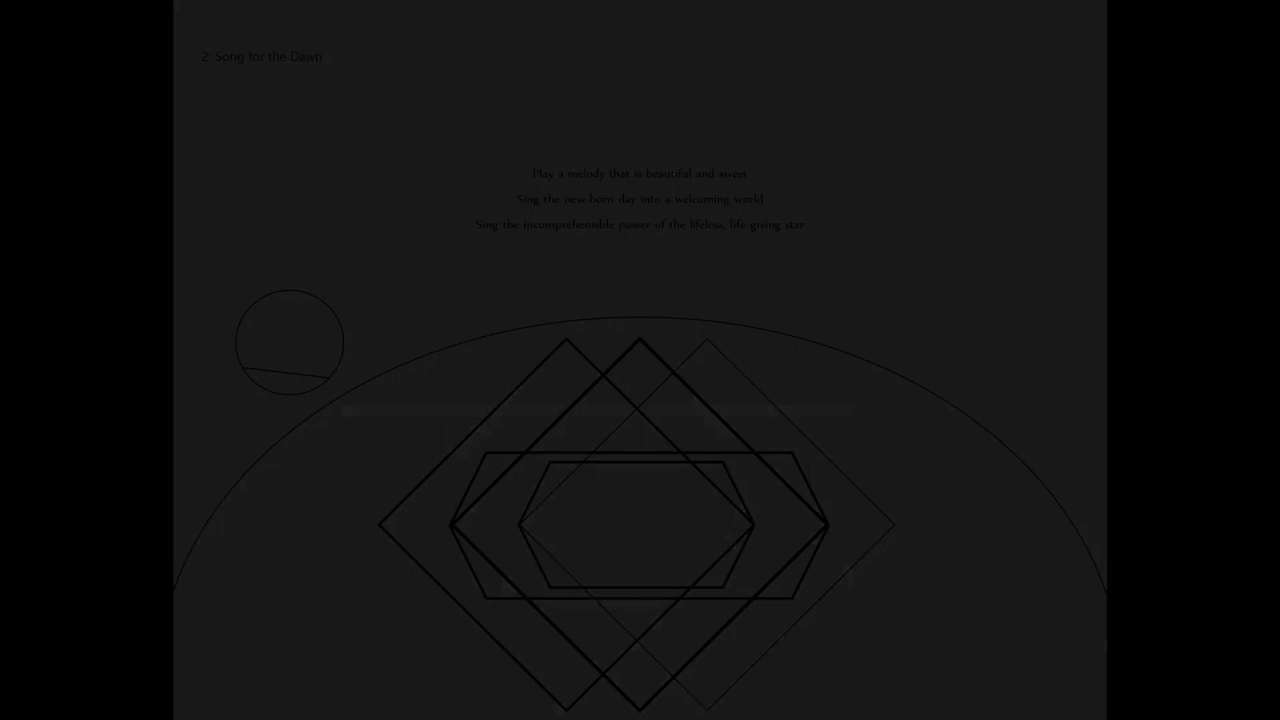 2: Song for the Dawn
Play a melody that is beautiful and sweet
Sing the new-born day into a welcoming world
Sing the incomprehensible power of the lifeless, life-giving star